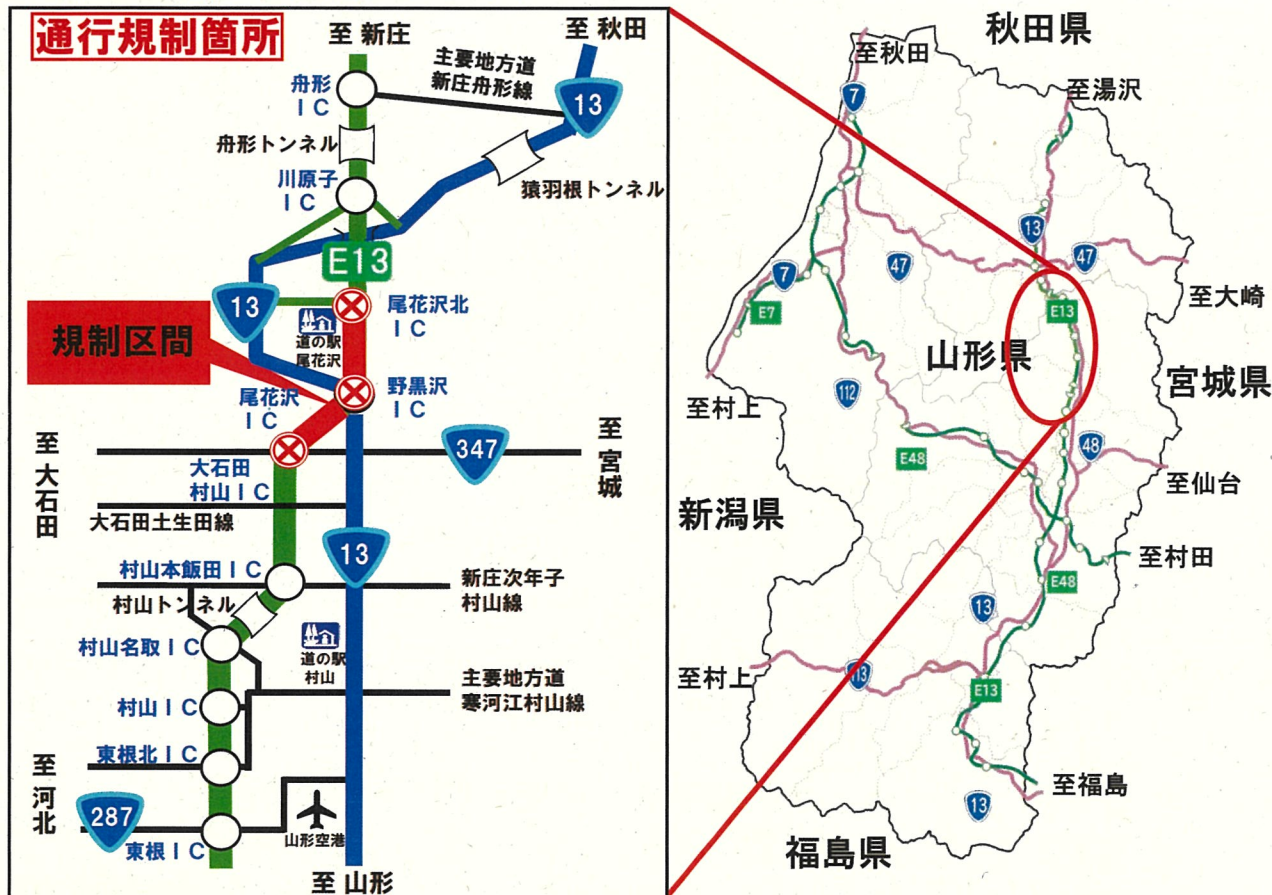 通行規制箇所
至 新庄
至 秋田
主要地方道
新庄舟形線
舟形
ＩＣ
13
舟形トンネル
川原子
ＩＣ
猿羽根トンネル
E13
13
尾花沢北
ＩＣ
道の駅
尾花沢
規制区間
尾花沢
ＩＣ
野黒沢
ＩＣ
至 大石田
347
至 宮城
大石田
村山ＩＣ
大石田土生田線
13
村山本飯田ＩＣ
新庄次年子
村山線
村山トンネル
村山名取ＩＣ
道の駅
村山
主要地方道
寒河江村山線
村山ＩＣ
東根北ＩＣ
至 河北
287
山形空港
東根ＩＣ
至 山形
秋田県
至秋田
7
至湯沢
13
47
47
7
至大崎
E7
E13
山形県
宮城県
至村上
112
E48
48
至仙台
新潟県
至村田
E48
13
至村上
113
E13
至福島
13
福島県